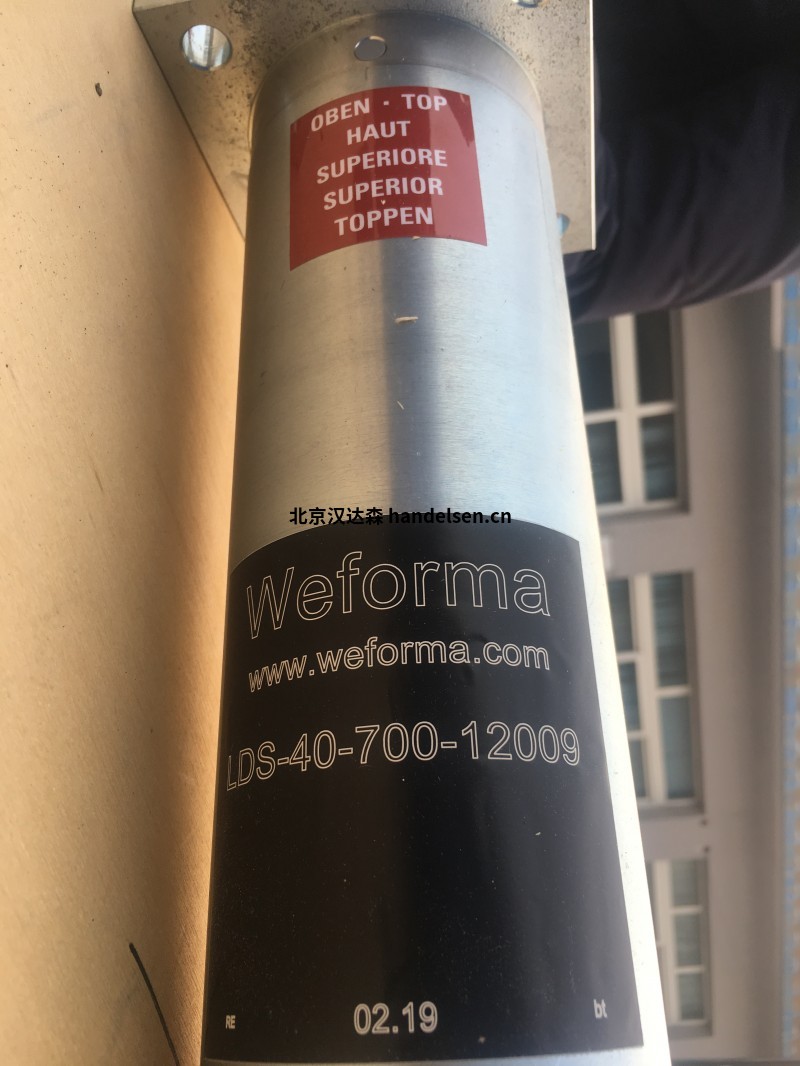 OBEN · TOP
HAUT
SUPERIORE
SUPERIOR
TOPPEN
北京汉达森 handelsen.cn
Weforma
www.weforma.com
LDS-40-700-12009
RE 02.19 bt